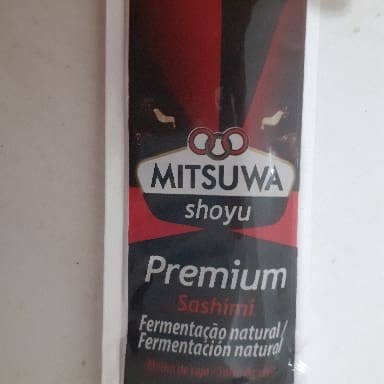 MITSUWA
shoyu
Premium
Sashimi
Fermentação natural/
Fermentación natural